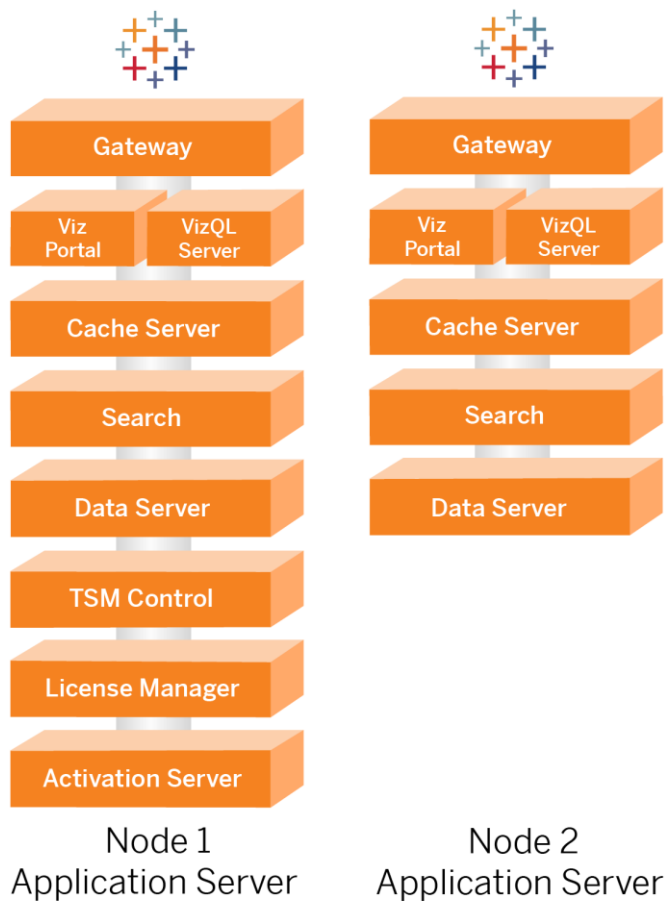 Gateway
Viz
Portal
VizQL
Server
Cache Server
Search
Data Server
TSM Control
License Manager
Activation Server
Node 1
Application Server
Gateway
Viz
Portal
VizQL
Server
Cache Server
Search
Data Server
Node 2
Application Server